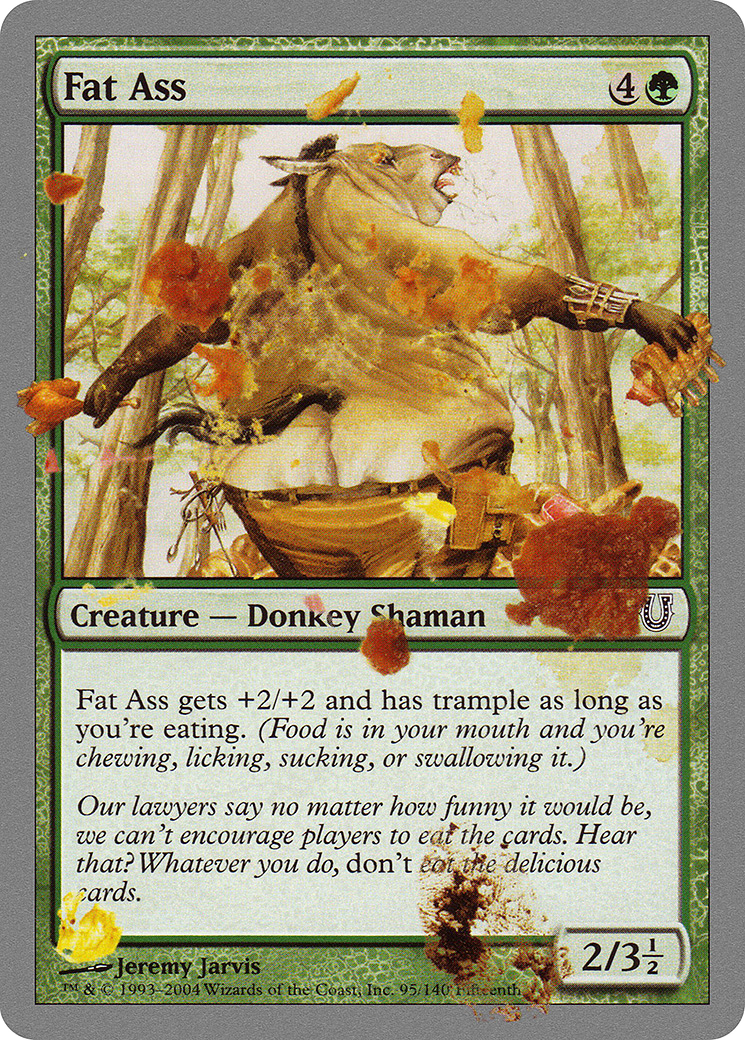 Fat Ass 4
Creature — Donkey Shaman
Fat Ass gets +2/+2 and has trample as long as
you're eating. (Food is in your mouth and you're
chewing, licking, sucking, or swallowing it.)
Our lawyers say no matter how funny it would be,
we can't encourage players to eat the cards. Hear
that? Whatever you do, don't eat the delicious
cards.
Jeremy Jarvis
™ & © 1993–2004 Wizards of the Coast, Inc. 95/140 Fifteenth
2/3½